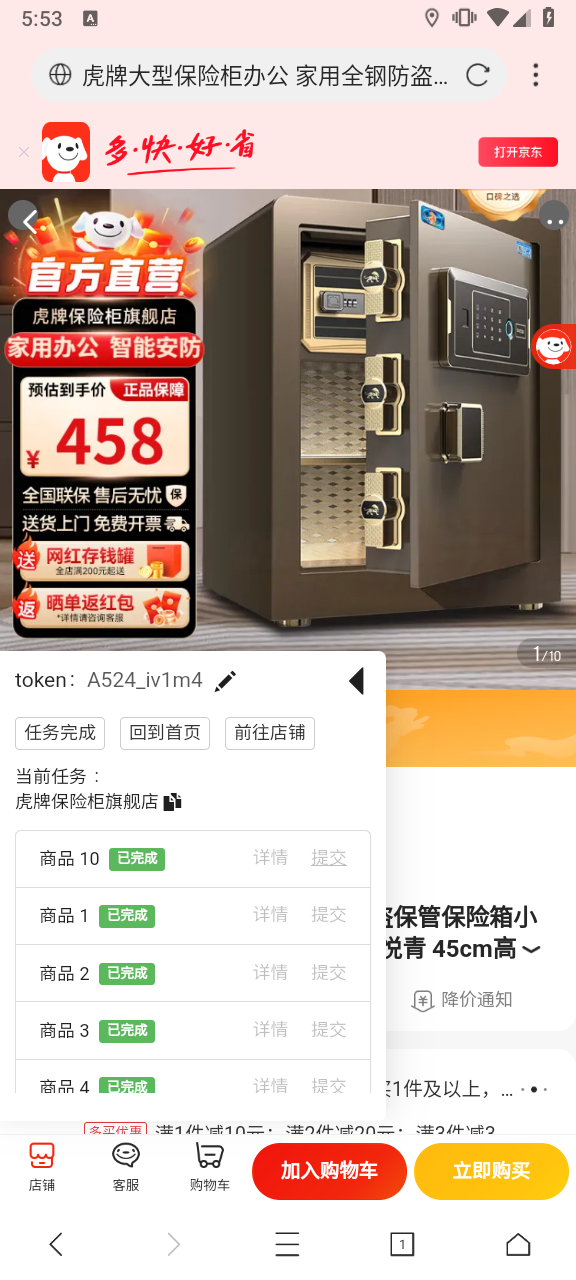 5:53
A
虎牌大型保险柜办公 家用全钢防盗...
多·快·好·省
打开京东
口碑之选
官方直营
虎牌保险柜旗舰店
家用办公 智能安防
预估到手价 正品保障
¥ 458
全国联保 售后无忧 保
送货上门 免费开票
送 网红存钱罐
全店满200元起送
返 晒单返红包
*详情请咨询客服
1/10
token: A524_iv1m4
任务完成 回到首页 前往店铺
当前任务：
虎牌保险柜旗舰店
商品 10 已完成 详情 提交
商品 1 已完成 详情 提交
盗保管保险箱小
悦青 45cm高
商品 2 已完成 详情 提交
降价通知
商品 3 已完成 详情 提交
商品 4 已完成 详情 提交
买1件及以上，...
多买优惠 满1件减10元；满2件减20元；满3件减3
店铺 客服 购物车 加入购物车 立即购买
1